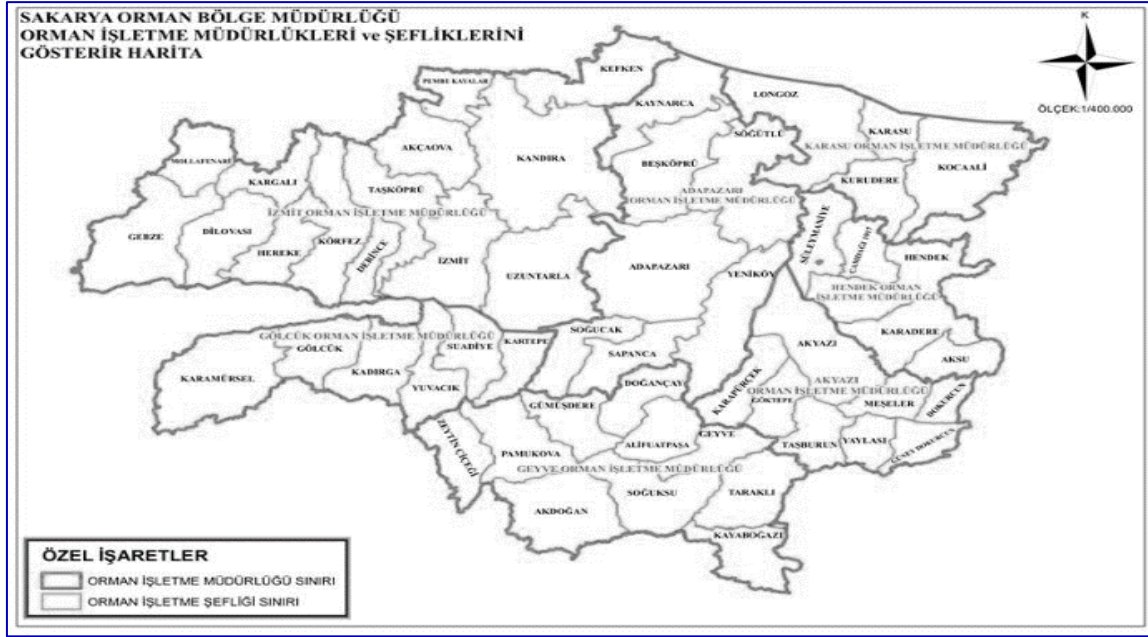 SAKARYA ORMAN BÖLGE MÜDÜRLÜĞÜ
ORMAN İŞLETME MÜDÜRLÜKLERİ ve ŞEFLİKLERİNİ
GÖSTERİR HARİTA
K
ÖLÇEK:1/400.000
KEFKEN
PEMBE KAYALAR
KAYNARCA
LONGOZ
SÖĞÜTLÜ
KARASU
KARASU ORMAN İŞLETME MÜDÜRLÜĞÜ
AKÇAOVA
KANDIRA
BEŞKÖPRÜ
KOCAALİ
MOLLAFENARİ
KARGALI
TAŞKÖPRÜ
ADAPAZARI
ORMAN İŞLETME MÜDÜRLÜĞÜ
KURUDERE
İZMİT ORMAN İŞLETME MÜDÜRLÜĞÜ
GEBZE
DİLOVASI
HEREKE
KÖRFEZ
DERİNCE
İZMİT
UZUNTARLA
ADAPAZARI
YENİKÖY
SÜLEYMANİYE
ÇAMDAĞI 1917
HENDEK
HENDEK ORMAN
İŞLETME MÜDÜRLÜĞÜ
GÖLCÜK ORMAN İŞLETME MÜDÜRLÜĞÜ
SOĞUCAK
KARADERE
GÖLCÜK
SUADİYE
KARTEPE
AKYAZI
SAPANCA
AKSU
KARAMÜRSEL
KADIRGA
YUVACIK
DOĞANÇAY
KARAPÜRÇEK
AKYAZI
ORMAN İŞLETME MÜDÜRLÜĞÜ
GÖKTEPE
MEŞELER
DOKURCUN
GÜMÜŞDERE
ZEYTİN ÇİÇEĞİ
PAMUKOVA
ALİFUATPAŞA
GEYVE
TAŞBURUN
YAYLASI
GÜNEY DOKURCUN
GEYVE ORMAN İŞLETME MÜDÜRLÜĞÜ
AKDOĞAN
SOĞUKSU
TARAKLI
KAYABOĞAZI
ÖZEL İŞARETLER
ORMAN İŞLETME MÜDÜRLÜĞÜ SINIRI
ORMAN İŞLETME ŞEFLİĞİ SINIRI